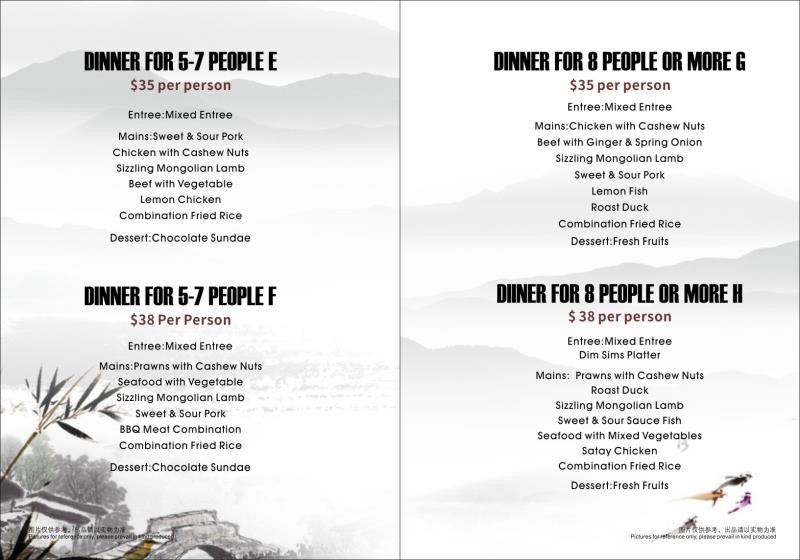 DINNER FOR 5-7 PEOPLE E
$35 per person
Entree:Mixed Entree
Mains:Sweet & Sour Pork
Chicken with Cashew Nuts
Sizzling Mongolian Lamb
Beef with Vegetable
Lemon Chicken
Combination Fried Rice
Dessert:Chocolate Sundae
DINNER FOR 5-7 PEOPLE F
$38 Per Person
Entree:Mixed Entree
Mains:Prawns with Cashew Nuts
Seafood with Vegetable
Sizzling Mongolian Lamb
Sweet & Sour Pork
BBQ Meat Combination
Combination Fried Rice
Dessert:Chocolate Sundae
图片仅供参考，出品请以实物为准
Pictures for reference only, please prevail in kind produced
DINNER FOR 8 PEOPLE OR MORE G
$35 per person
Entree:Mixed Entree
Mains:Chicken with Cashew Nuts
Beef with Ginger & Spring Onion
Sizzling Mongolian Lamb
Sweet & Sour Pork
Lemon Fish
Roast Duck
Combination Fried Rice
Dessert:Fresh Fruits
DIINER FOR 8 PEOPLE OR MORE H
$ 38 per person
Entree:Mixed Entree
Dim Sims Platter
Mains: Prawns with Cashew Nuts
Roast Duck
Sizzling Mongolian Lamb
Sweet & Sour Sauce Fish
Seafood with Mixed Vegetables
Satay Chicken
Combination Fried Rice
Dessert:Fresh Fruits
图片仅供参考，出品请以实物为准
Pictures for reference only, please prevail in kind produced